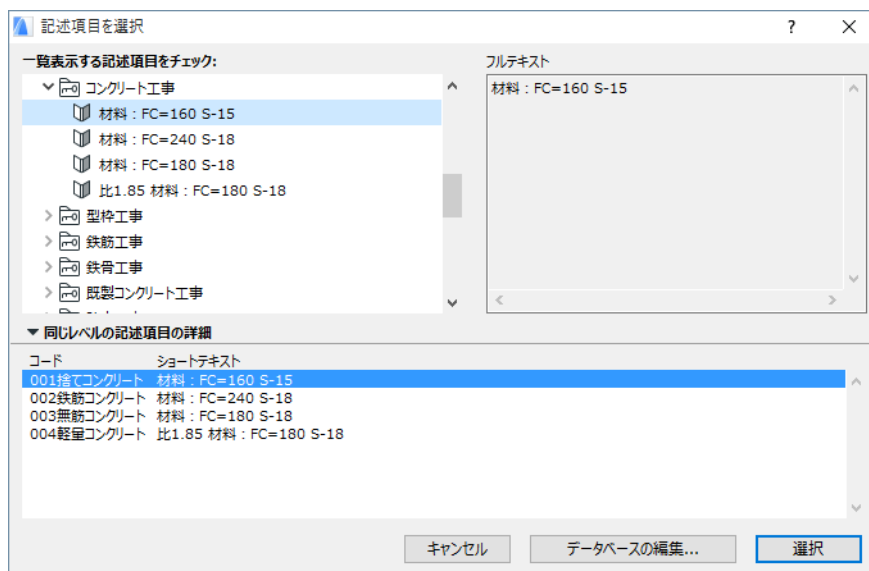 記述項目を選択
?
一覧表示する記述項目をチェック:
コンクリート工事
材料 : FC=160 S-15
材料 : FC=240 S-18
材料 : FC=180 S-18
比1.85 材料 : FC=180 S-18
型枠工事
鉄筋工事
鉄骨工事
既製コンクリート工事
フルテキスト
材料 : FC=160 S-15
同じレベルの記述項目の詳細
コード ショートテキスト
001捨てコンクリート 材料 : FC=160 S-15
002鉄筋コンクリート 材料 : FC=240 S-18
003無筋コンクリート 材料 : FC=180 S-18
004軽量コンクリート 比1.85 材料 : FC=180 S-18
キャンセル データベースの編集... 選択